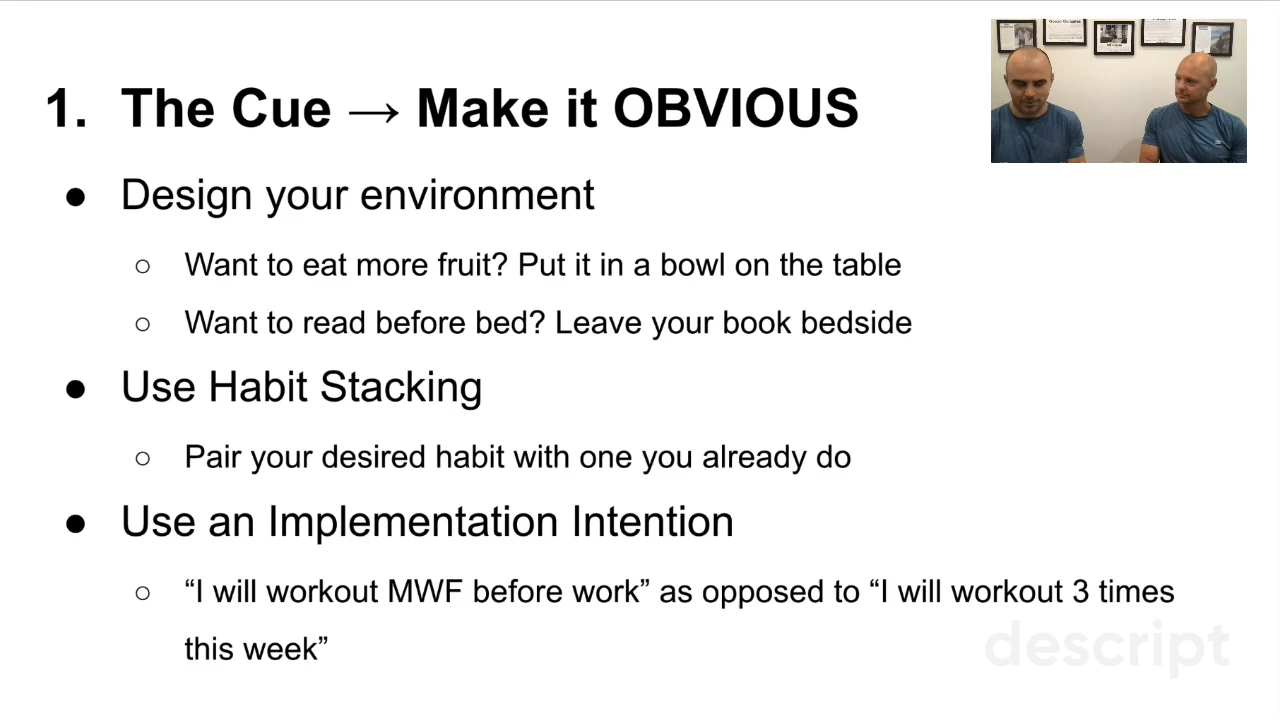 1. The Cue → Make it OBVIOUS
● Design your environment
○ Want to eat more fruit? Put it in a bowl on the table
○ Want to read before bed? Leave your book bedside
● Use Habit Stacking
○ Pair your desired habit with one you already do
● Use an Implementation Intention
○ “I will workout MWF before work” as opposed to “I will workout 3 times
this week”
descript